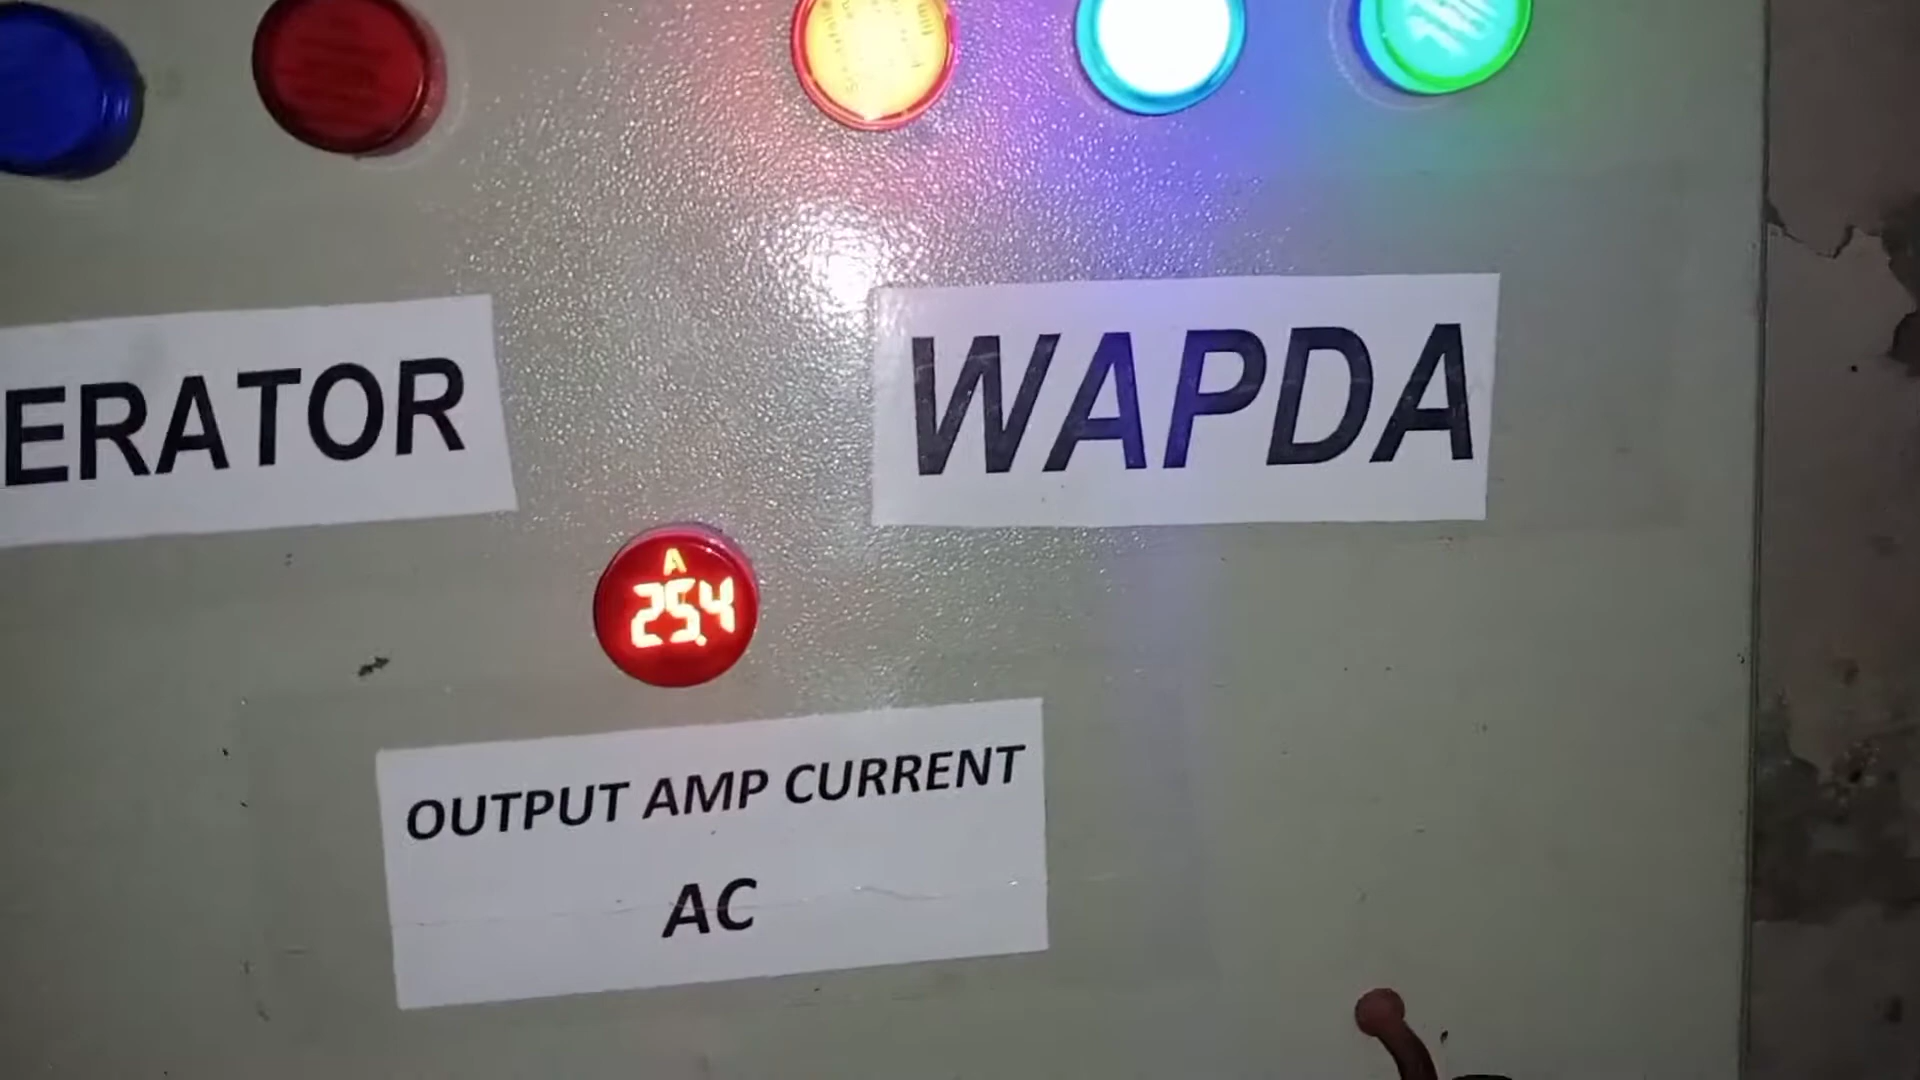 ERATOR
WAPDA
A
25.4
OUTPUT AMP CURRENT
AC